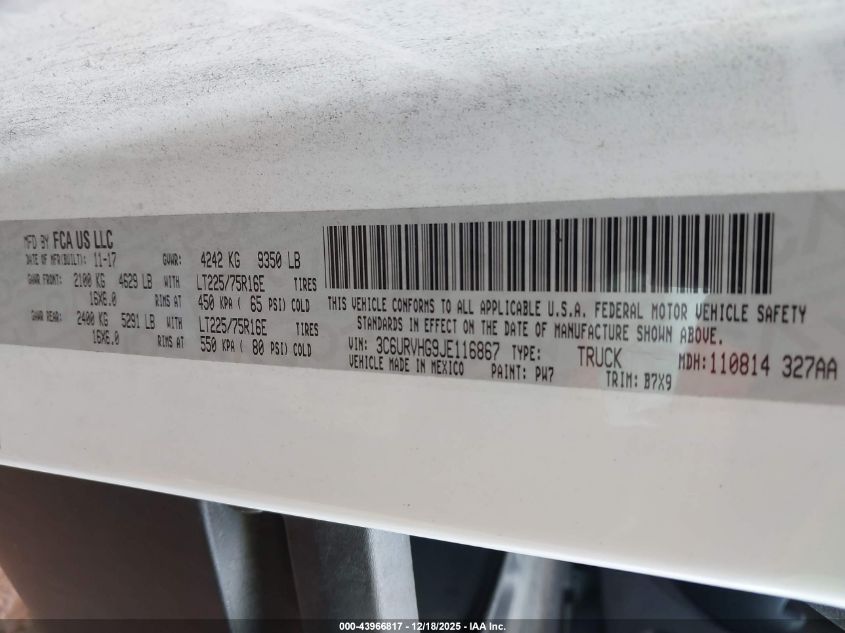 MFD BY FCA US LLC
DATE OF MFR(BUILT): 11-17 GVWR: 4242 KG 9350 LB
GAWR FRONT: 2100 KG 4629 LB WITH LT225/75R16E TIRES
16X6.0 RIMS AT 450 KPA ( 65 PSI) COLD
GAWR REAR: 2400 KG 5291 LB WITH LT225/75R16E TIRES
16X6.0 RIMS AT 550 KPA ( 80 PSI) COLD
THIS VEHICLE CONFORMS TO ALL APPLICABLE U.S.A. FEDERAL MOTOR VEHICLE SAFETY
STANDARDS IN EFFECT ON THE DATE OF MANUFACTURE SHOWN ABOVE.
VIN: 3C6URVHG9JE116867 TYPE: TRUCK MDH:110814 327AA
VEHICLE MADE IN MEXICO PAINT: PW7 TRIM: B7X9
000-43966817 - 12/18/2025 - IAA Inc.